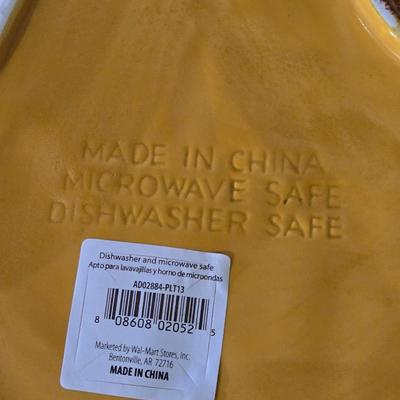 MADE IN CHINA
MICROWAVE SAFE
DISHWASHER SAFE
Dishwasher and microwave safe
Apto para lavavajillas y horno de microondas
AD02884-PLT13
8 08608 02052 5
Marketed by Wal-Mart Stores, Inc.
Bentonville, AR 72716
MADE IN CHINA